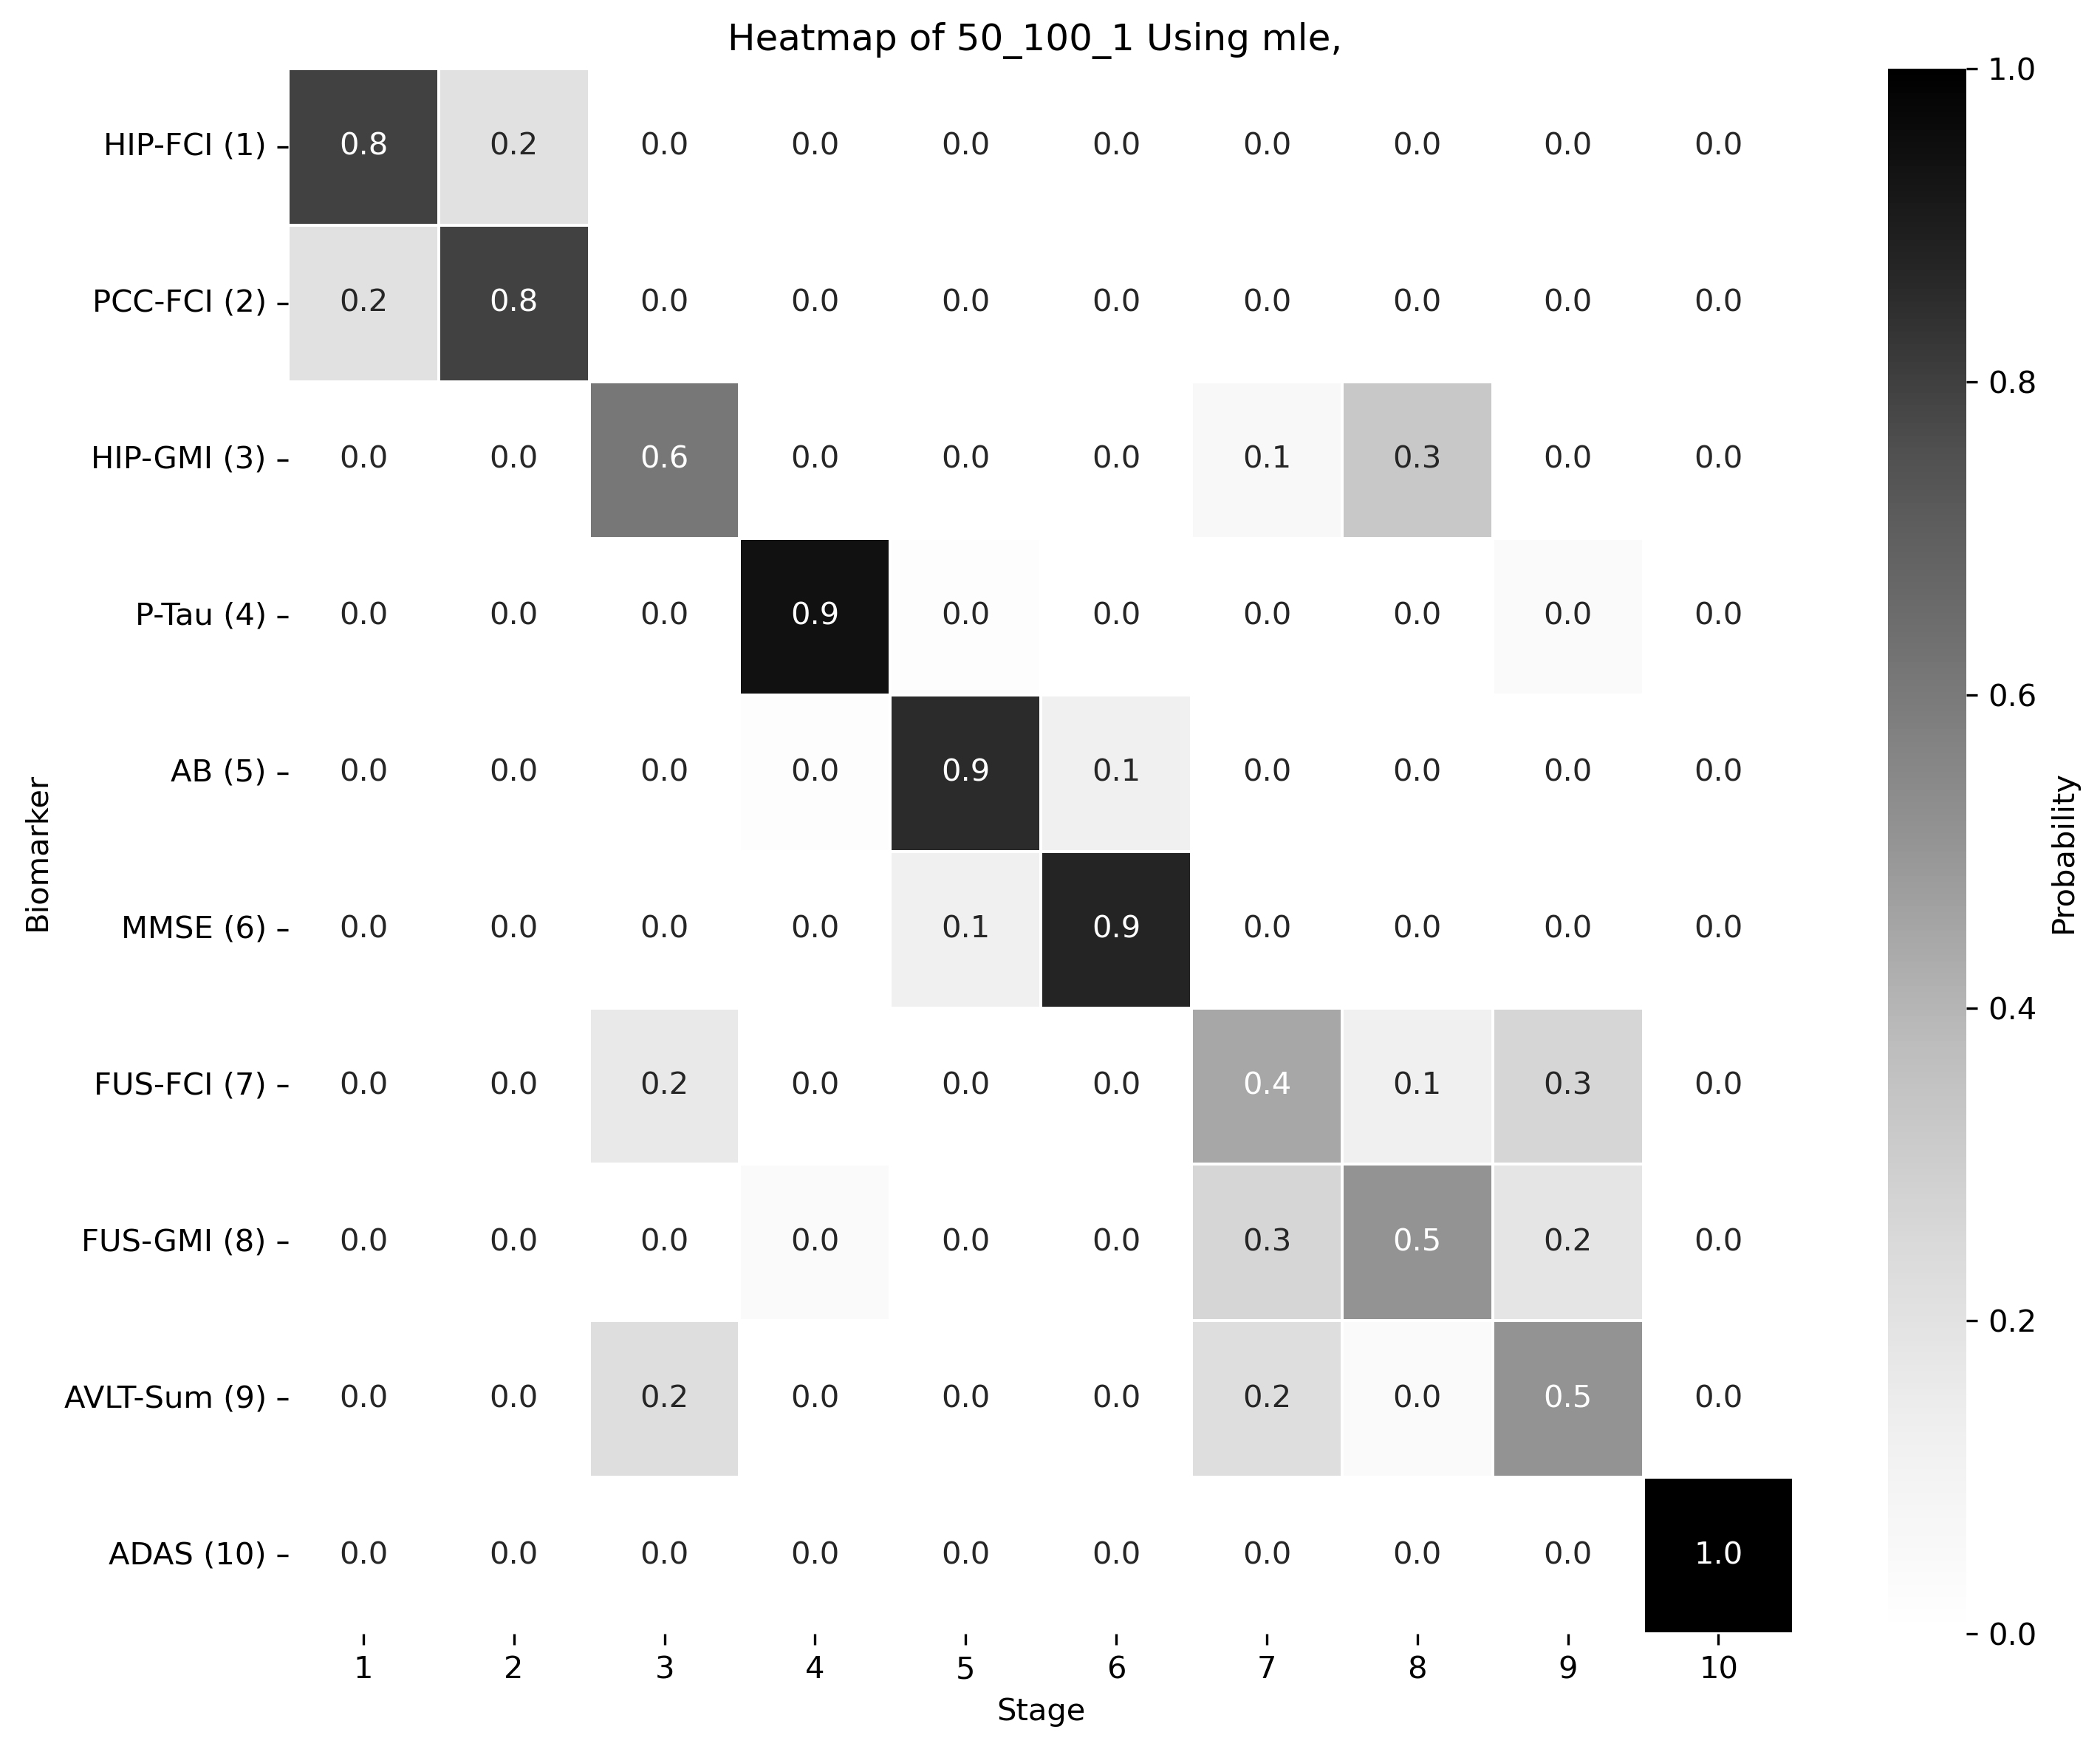 Heatmap of 50_100_1 Using mle,
HIP-FCI (1) 0.8 0.2 0.0 0.0 0.0 0.0 0.0 0.0 0.0 0.0
PCC-FCI (2) 0.2 0.8 0.0 0.0 0.0 0.0 0.0 0.0 0.0 0.0
HIP-GMI (3) 0.0 0.0 0.6 0.0 0.0 0.0 0.1 0.3 0.0 0.0
P-Tau (4) 0.0 0.0 0.0 0.9 0.0 0.0 0.0 0.0 0.0 0.0
AB (5) 0.0 0.0 0.0 0.0 0.9 0.1 0.0 0.0 0.0 0.0
MMSE (6) 0.0 0.0 0.0 0.0 0.1 0.9 0.0 0.0 0.0 0.0
FUS-FCI (7) 0.0 0.0 0.2 0.0 0.0 0.0 0.4 0.1 0.3 0.0
FUS-GMI (8) 0.0 0.0 0.0 0.0 0.0 0.0 0.3 0.5 0.2 0.0
AVLT-Sum (9) 0.0 0.0 0.2 0.0 0.0 0.0 0.2 0.0 0.5 0.0
ADAS (10) 0.0 0.0 0.0 0.0 0.0 0.0 0.0 0.0 0.0 1.0
1 2 3 4 5 6 7 8 9 10
Stage
Biomarker
1.0
0.8
0.6
0.4
0.2
0.0
Probability